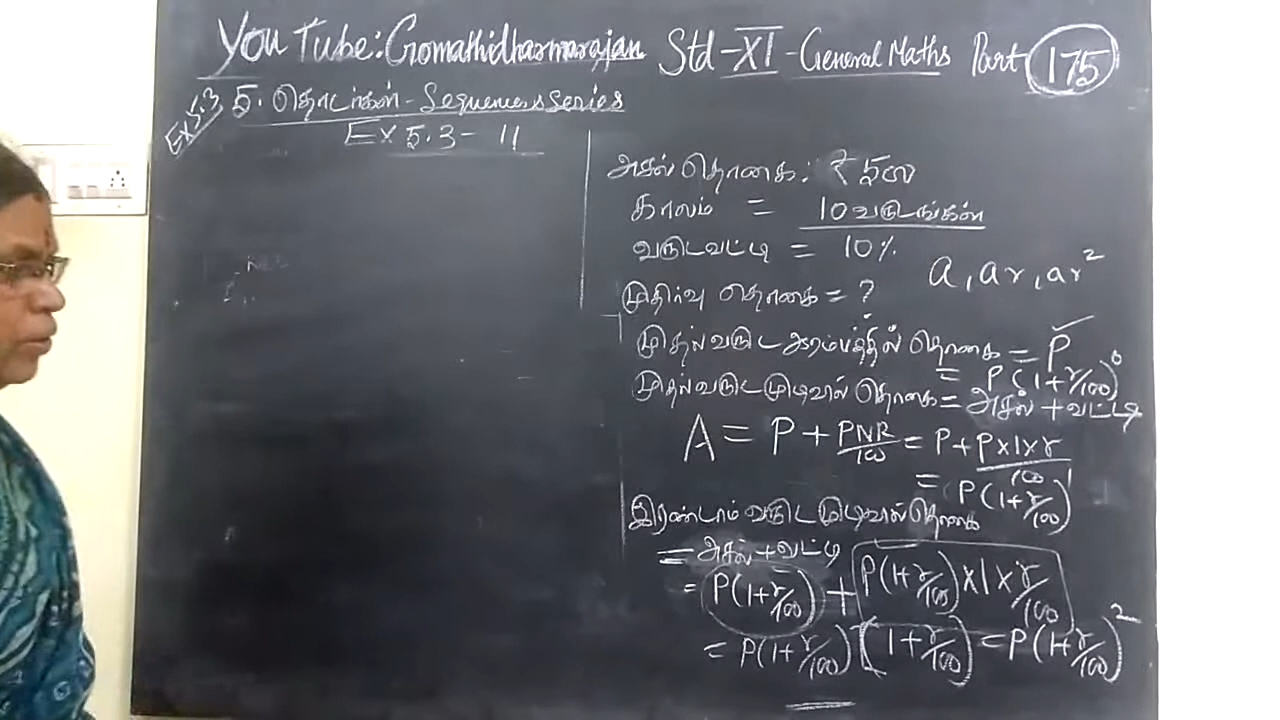 YouTube: Gomathidharmarajan Std-XI-General Maths Part 175
Ex 5.3 5. தொடர்கள் - Sequences & series
Ex 5.3 - 11
அசல் தொகை: ₹ 500
காலம் = 10 வருடங்கள்
வருடவட்டி = 10%
a, ar, ar²
முதிர்வு தொகை = ?
முதல் வருட ஆரம்பத்தில் தொகை = P
= P(1+r/100)⁰
முதல் வருட முடிவில் தொகை = அசல் + வட்டி
A = P + PNR/100 = P + P×1×r/100
= P(1+r/100)¹
இரண்டாம் வருட முடிவில் தொகை
= அசல் + வட்டி
= P(1+r/100) + P(1+r/100)×1×r/100
= P(1+r/100)[1+r/100] = P(1+r/100)²